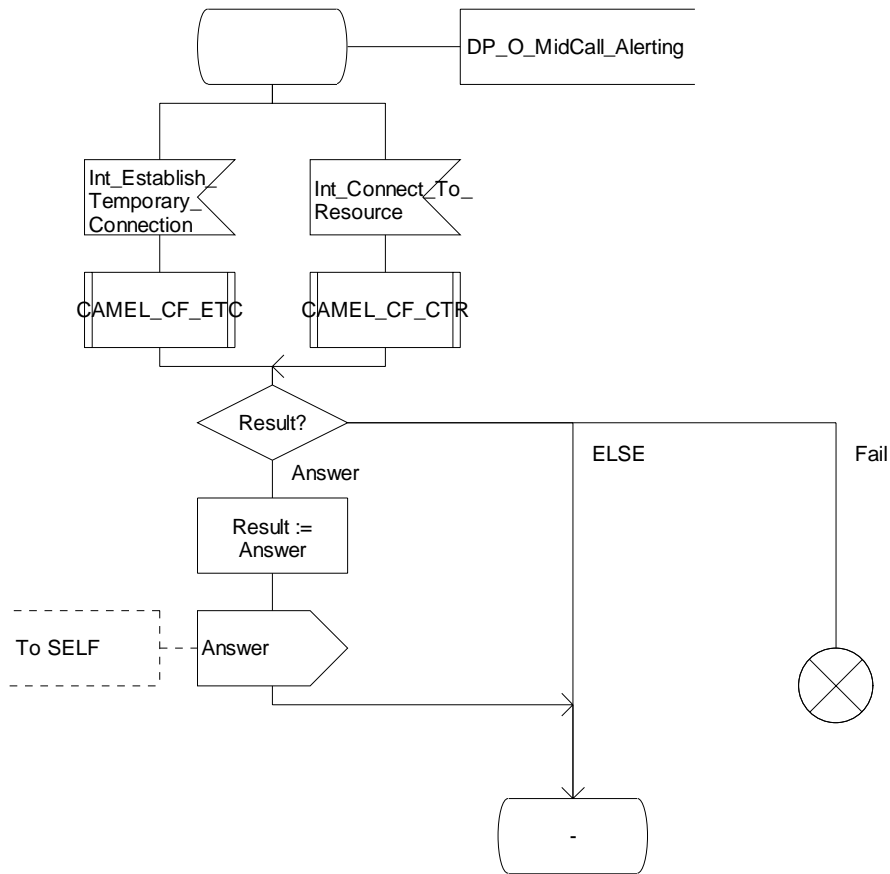 DP_O_MidCall_Alerting
Int_Establish_
Temporary_
Connection
Int_Connect_To_
Resource
CAMEL_CF_ETC
CAMEL_CF_CTR
Result?
ELSE
Fail
Answer
Result :=
Answer
To SELF
Answer
-